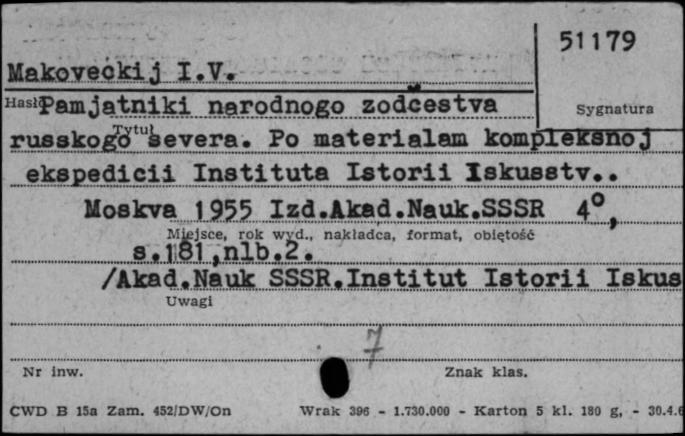 51179
Makoveckij I.V.
Hasło Pamjatniki narodnogo zodčestva
Sygnatura
Tytuł
russkogo severa. Po materialam kompleksnoj
ekspedicii Instituta Istorii Iskusstv..
Moskva 1955 Izd.Akad.Nauk.SSSR 4°,
Miejsce, rok wyd., nakładca, format, objętość
s.181,nlb.2.
/Akad.Nauk SSSR.Institut Istorii Iskus
Uwagi
7
Nr inw. Znak klas.
CWD B 15a Zam. 452/DW/On Wrak 396 - 1.730.000 - Karton 5 kl. 180 g, - 30.4.6